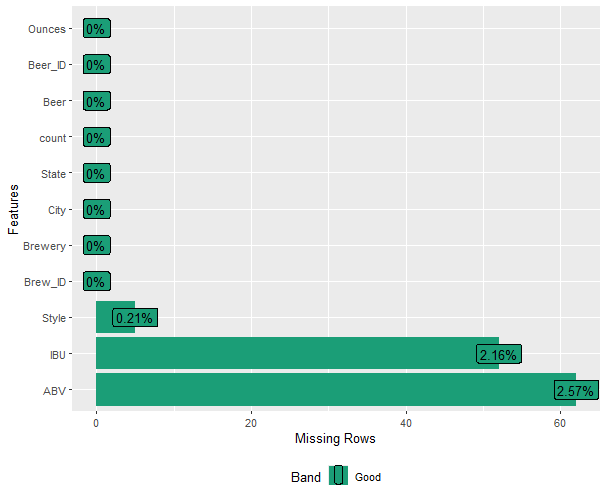 Ounces 0%
Beer_ID 0%
Beer 0%
count 0%
State 0%
City 0%
Brewery 0%
Brew_ID 0%
Style 0.21%
IBU 2.16%
ABV 2.57%
Features
0 20 40 60
Missing Rows
Band Good